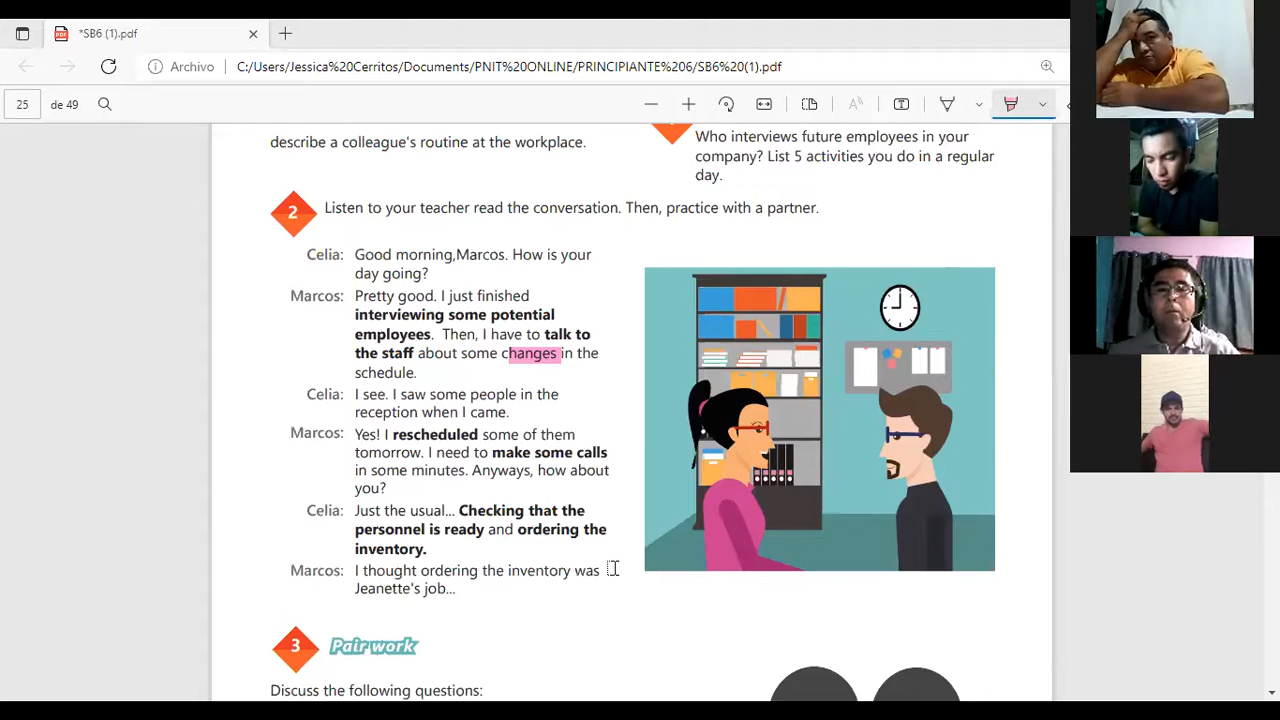 *SB6 (1).pdf
Archivo
C:/Users/Jessica%20Cerritos/Documents/PNIT%20ONLINE/PRINCIPIANTE%206/SB6%20(1).pdf
25 de 49
describe a colleague's routine at the workplace.
Who interviews future employees in your
company? List 5 activities you do in a regular
day.
2 Listen to your teacher read the conversation. Then, practice with a partner.
Celia: Good morning,Marcos. How is your
day going?
Marcos: Pretty good. I just finished
interviewing some potential
employees. Then, I have to talk to
the staff about some changes in the
schedule.
Celia: I see. I saw some people in the
reception when I came.
Marcos: Yes! I rescheduled some of them
tomorrow. I need to make some calls
in some minutes. Anyways, how about
you?
Celia: Just the usual... Checking that the
personnel is ready and ordering the
inventory.
Marcos: I thought ordering the inventory was
Jeanette's job...
3 Pair work
Discuss the following questions: